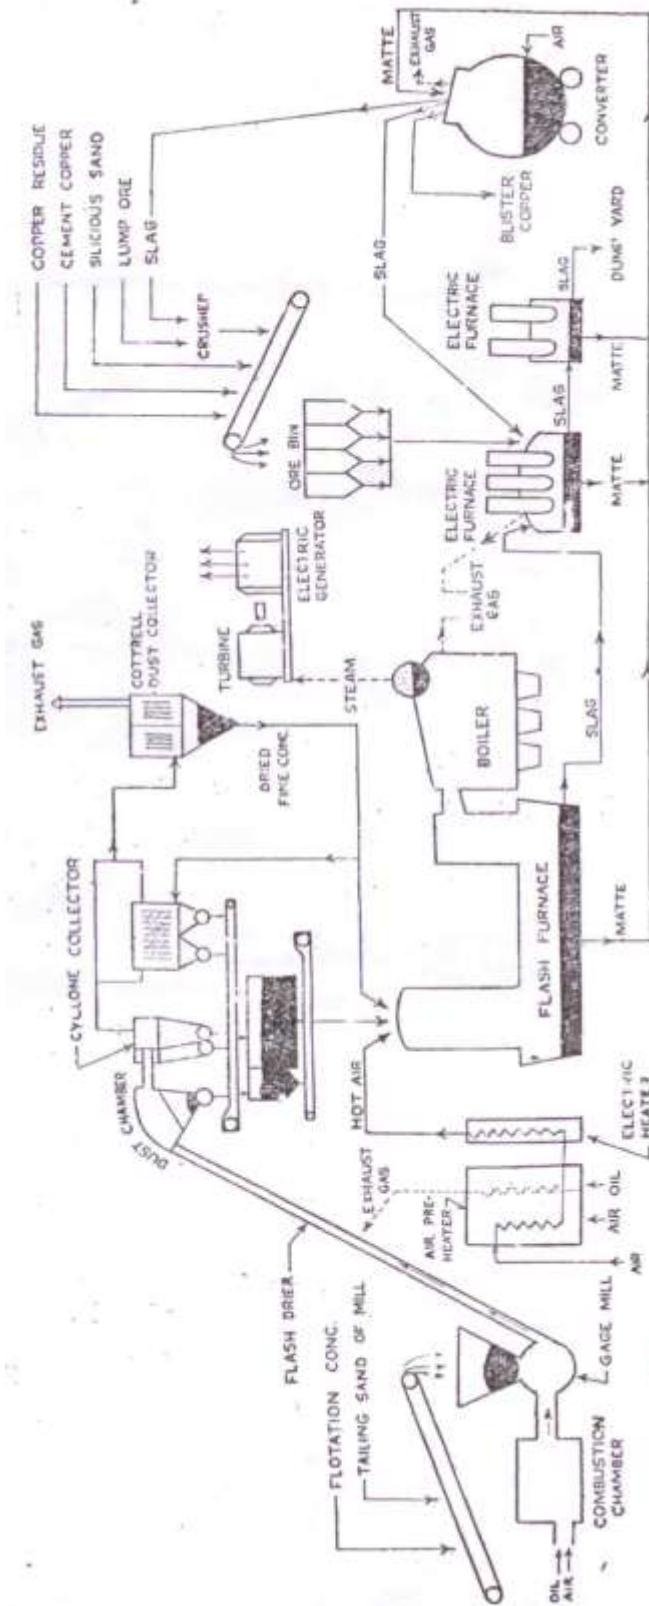 COPPER RESIDUE
CEMENT COPPER
SILICIOUS SAND
LUMP ORE
SLAG
MATTE
EXHAUST
GAS
AIR
CONVERTER
CRUSHER
BLISTER
COPPER
SLAG
ELECTRIC
FURNACE
SLAG
DUMP YARD
MATTE
ORE BIN
SLAG
ELECTRIC
FURNACE
MATTE
EXHAUST GAS
COTTRELL
DUST COLLECTOR
TURBINE
ELECTRIC
GENERATOR
EXHAUST
GAS
STEAM
BOILER
SLAG
DRIED
FINE CONC.
CYLLONE COLLECTOR
DUST CHAMBER
HOT AIR
FLASH FURNACE
MATTE
ELECTRIC
HEATER
EXHAUST
GAS
AIR PRE-
HEATER
AIR
OIL
AIR
FLASH DRIER
FLOTATION CONC.
TAILING SAND OF MILL
GAGE MILL
COMBUSTION
CHAMBER
OIL
AIR